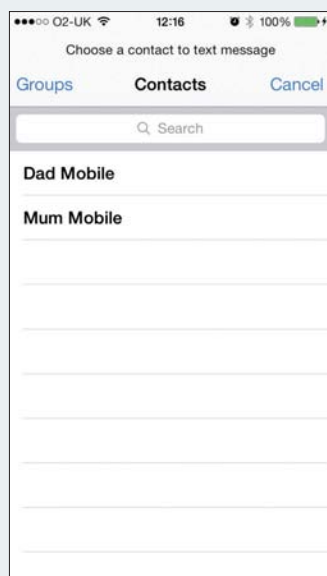 ●●●○○ O2-UK 12:16 100%
Choose a contact to text message
Groups Contacts Cancel
Search
Dad Mobile
Mum Mobile